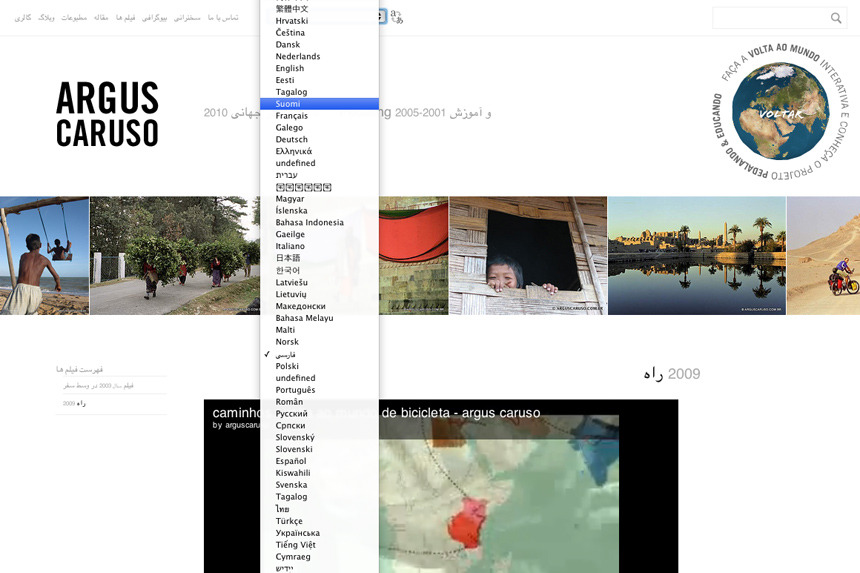 تماس با ما سخنرانی بیوگرافی فیلم ها مقاله مطبوعات وبلاگ گالری
ARGUS
CARUSO
و آموزش 2001-2005
جهانی 2010
FAÇA A VOLTA AO MUNDO INTERATIVA E CONHEÇA O PROJETO PEDALANDO & EDUCANDO
VOLTAR
繁體中文
Hrvatski
Čeština
Dansk
Nederlands
English
Eesti
Tagalog
Suomi
Français
Galego
Deutsch
Ελληνικά
undefined
עברית
Magyar
Íslenska
Bahasa Indonesia
Gaeilge
Italiano
日本語
한국어
Latviešu
Lietuvių
Македонски
Bahasa Melayu
Malti
Norsk
✓ فارسی
Polski
undefined
Português
Român
Русский
Српски
Slovenský
Slovenski
Español
Kiswahili
Svenska
Tagalog
ไทย
Türkçe
Українська
Tiếng Việt
Cymraeg
ייִדיש
© ARGUSCARUSO.COM.BR
فهرست فیلم ها
فیلم سال 2003 در وسط سفر
راه 2009
راه 2009
caminho
de bicicleta - argus caruso
by arguscaru